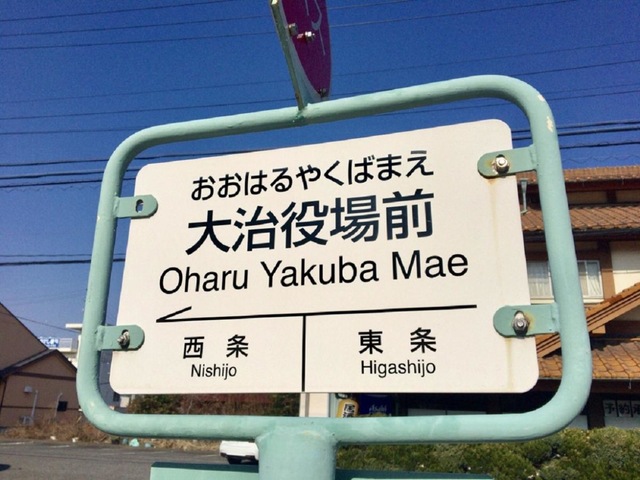 おおはるやくばまえ
大治役場前
Oharu Yakuba Mae
西条 東条
Nishijo Higashijo